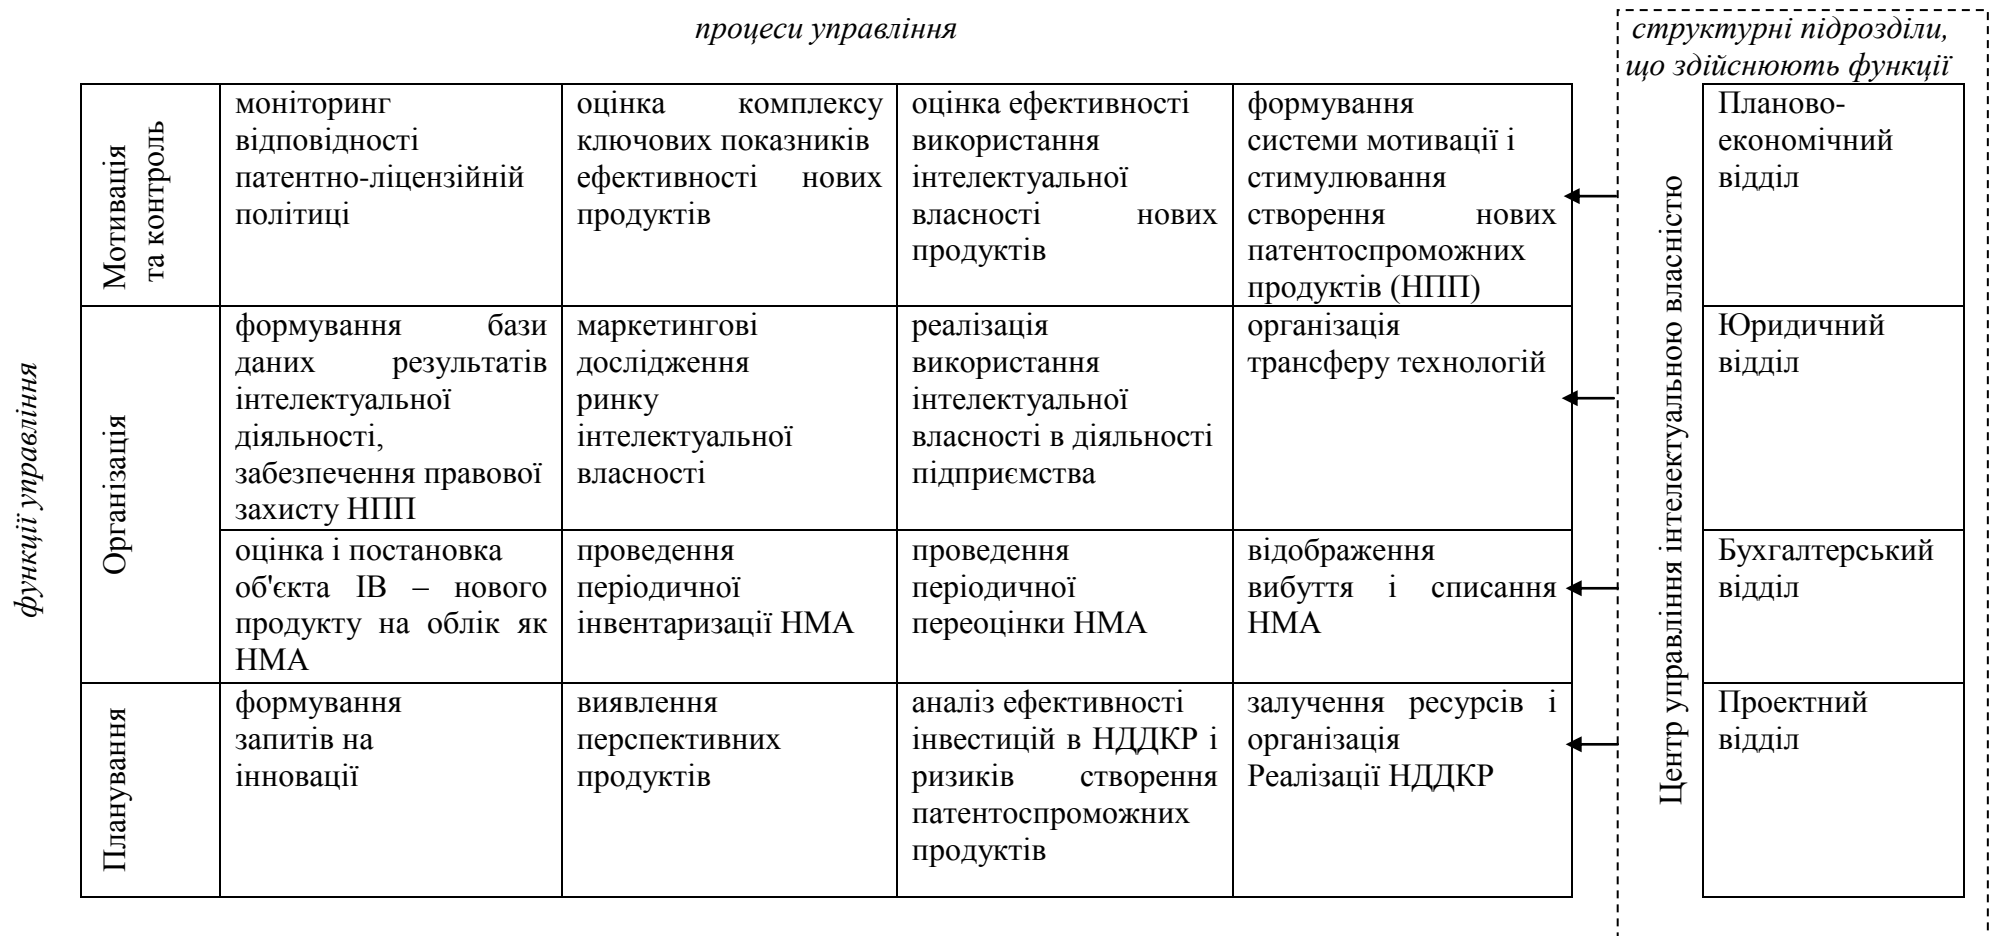 процеси управління
структурні підрозділи,
що здійснюють функції
функції управління
Мотивація
та контроль
моніторинг
відповідності
патентно-ліцензійній
політиці
оцінка комплексу
ключових показників
ефективності нових
продуктів
оцінка ефективності
використання
інтелектуальної
власності нових
продуктів
формування
системи мотивації і
стимулювання
створення нових
патентоспроможних
продуктів (НПП)
Центр управління інтелектуальною власністю
Планово-
економічний
відділ
Організація
формування бази
даних результатів
інтелектуальної
діяльності,
забезпечення правової
захисту НПП
маркетингові
дослідження
ринку
інтелектуальної
власності
реалізація
використання
інтелектуальної
власності в діяльності
підприємства
організація
трансферу технологій
Юридичний
відділ
оцінка і постановка
об'єкта ІВ – нового
продукту на облік як
НМА
проведення
періодичної
інвентаризації НМА
проведення
періодичної
переоцінки НМА
відображення
вибуття і списання
НМА
Бухгалтерський
відділ
Планування
формування
запитів на
інновації
виявлення
перспективних
продуктів
аналіз ефективності
інвестицій в НДДКР і
ризиків створення
патентоспроможних
продуктів
залучення ресурсів і
організація
Реалізації НДДКР
Проектний
відділ